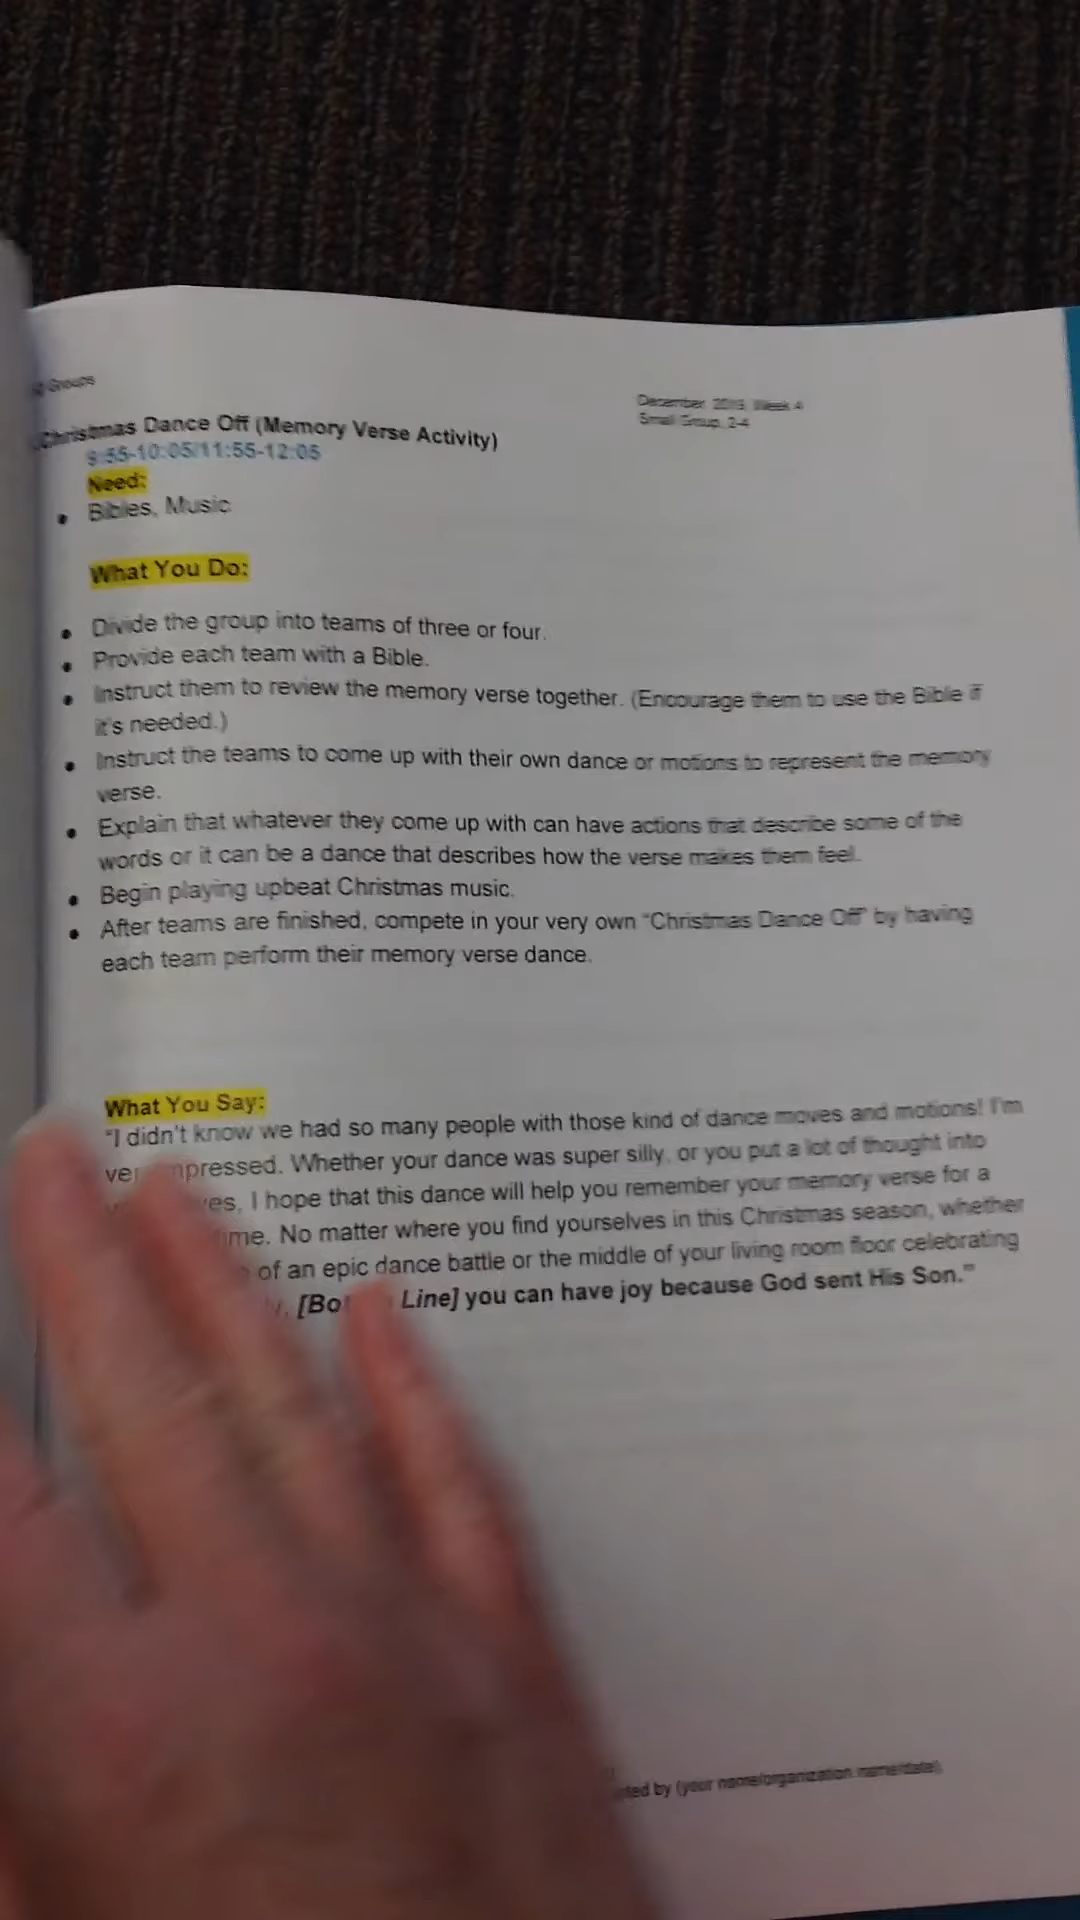 Groups
December 2019, Week 4
Small Group, 2-4
Christmas Dance Off (Memory Verse Activity)
9:55-10:05/11:55-12:05
Need:
• Bibles, Music
What You Do:
• Divide the group into teams of three or four.
• Provide each team with a Bible.
• Instruct them to review the memory verse together. (Encourage them to use the Bible if
it's needed.)
• Instruct the teams to come up with their own dance or motions to represent the memory
verse.
• Explain that whatever they come up with can have actions that describe some of the
words or it can be a dance that describes how the verse makes them feel.
• Begin playing upbeat Christmas music.
• After teams are finished, compete in your very own “Christmas Dance Off” by having
each team perform their memory verse dance.
What You Say:
“I didn't know we had so many people with those kind of dance moves and motions! I'm
impressed. Whether your dance was super silly, or you put a lot of thought into
I hope that this dance will help you remember your memory verse for a
No matter where you find yourselves in this Christmas season, whether
of an epic dance battle or the middle of your living room floor celebrating
Line] you can have joy because God sent His Son.”
by (your name/organization name/date)